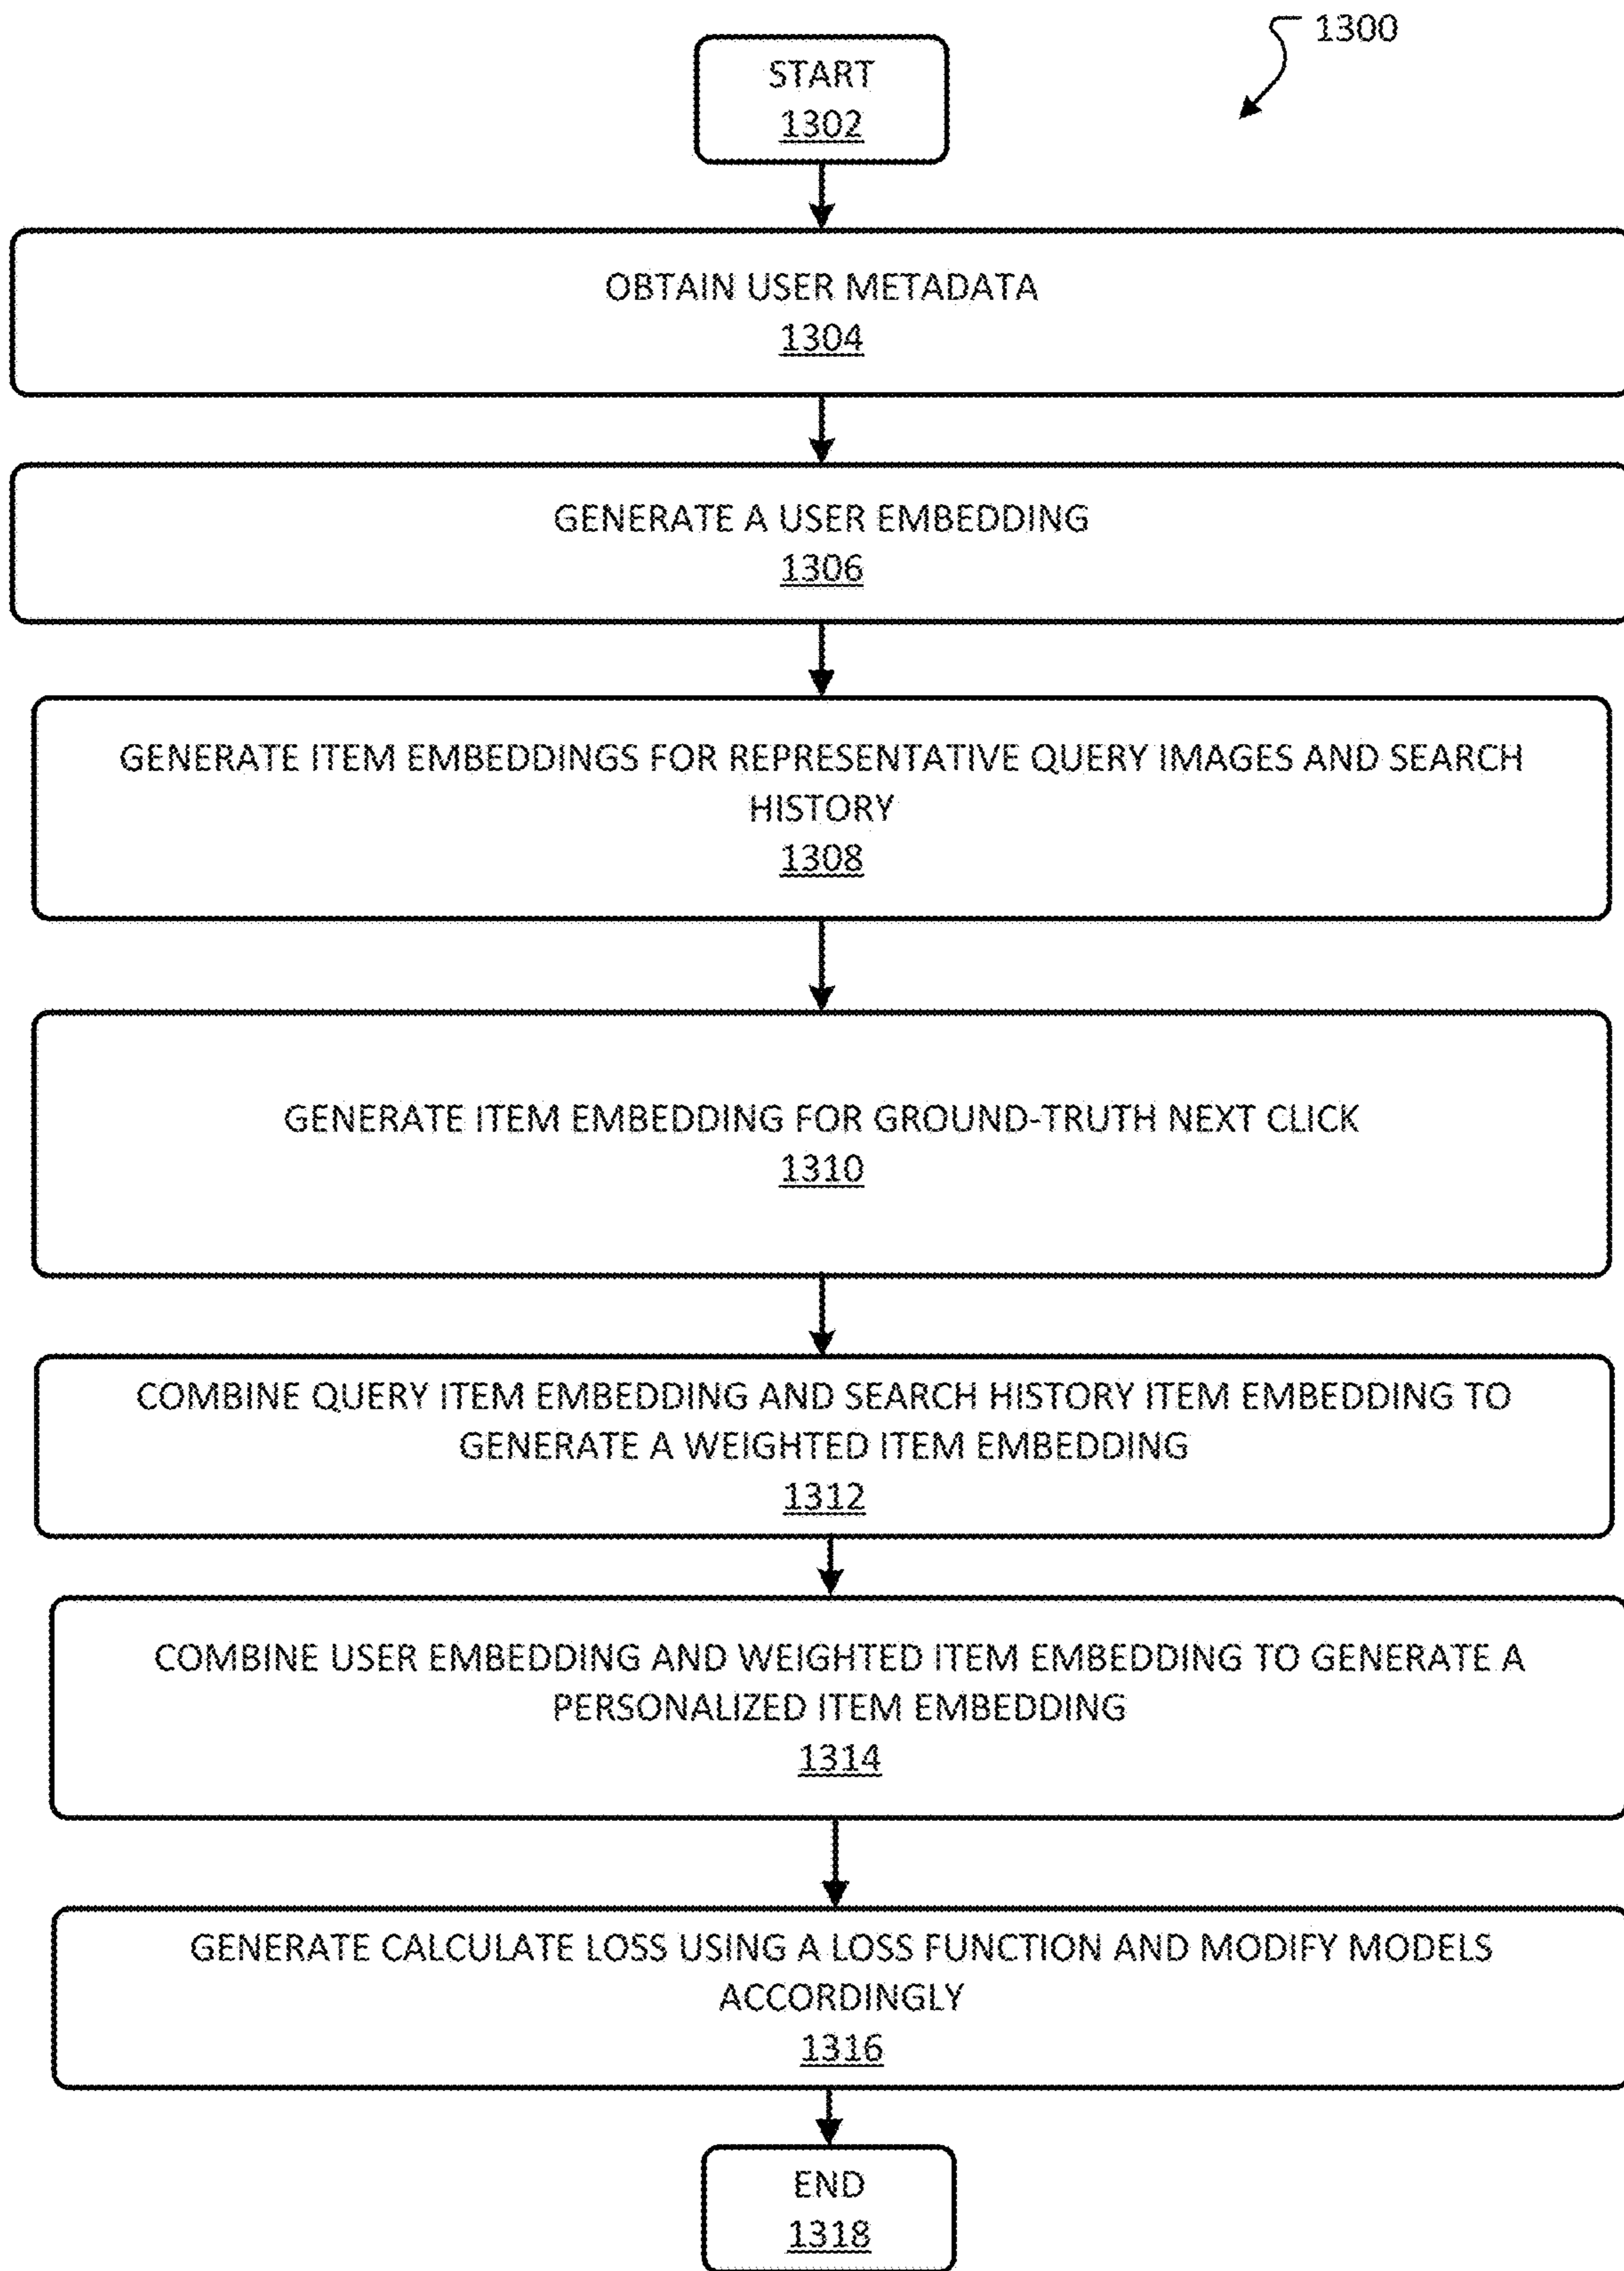 1300
START
1302
OBTAIN USER METADATA
1304
GENERATE A USER EMBEDDING
1306
GENERATE ITEM EMBEDDINGS FOR REPRESENTATIVE QUERY IMAGES AND SEARCH
HISTORY
1308
GENERATE ITEM EMBEDDING FOR GROUND-TRUTH NEXT CLICK
1310
COMBINE QUERY ITEM EMBEDDING AND SEARCH HISTORY ITEM EMBEDDING TO
GENERATE A WEIGHTED ITEM EMBEDDING
1312
COMBINE USER EMBEDDING AND WEIGHTED ITEM EMBEDDING TO GENERATE A
PERSONALIZED ITEM EMBEDDING
1314
GENERATE CALCULATE LOSS USING A LOSS FUNCTION AND MODIFY MODELS
ACCORDINGLY
1316
END
1318